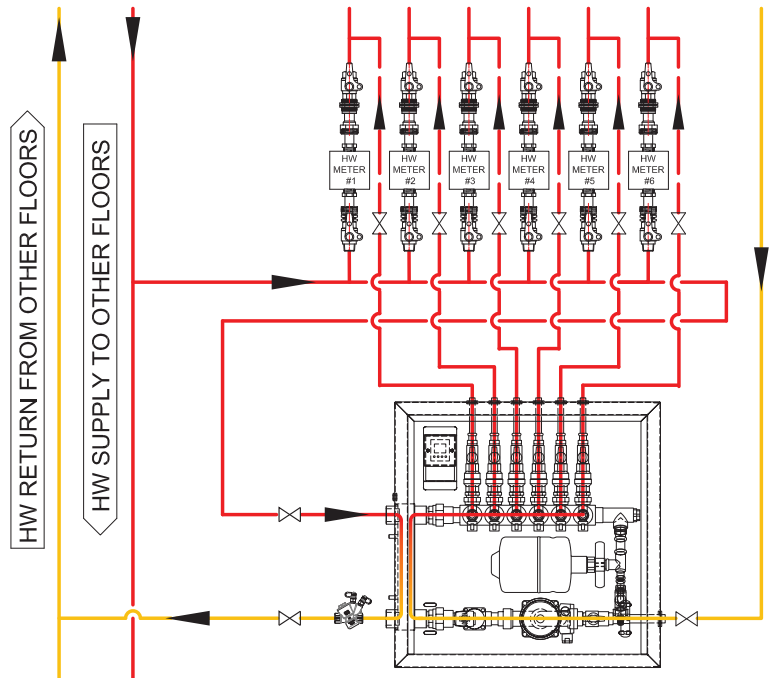 HW RETURN FROM OTHER FLOORS
HW SUPPLY TO OTHER FLOORS
HW
METER
#1
HW
METER
#2
HW
METER
#3
HW
METER
#4
HW
METER
#5
HW
METER
#6